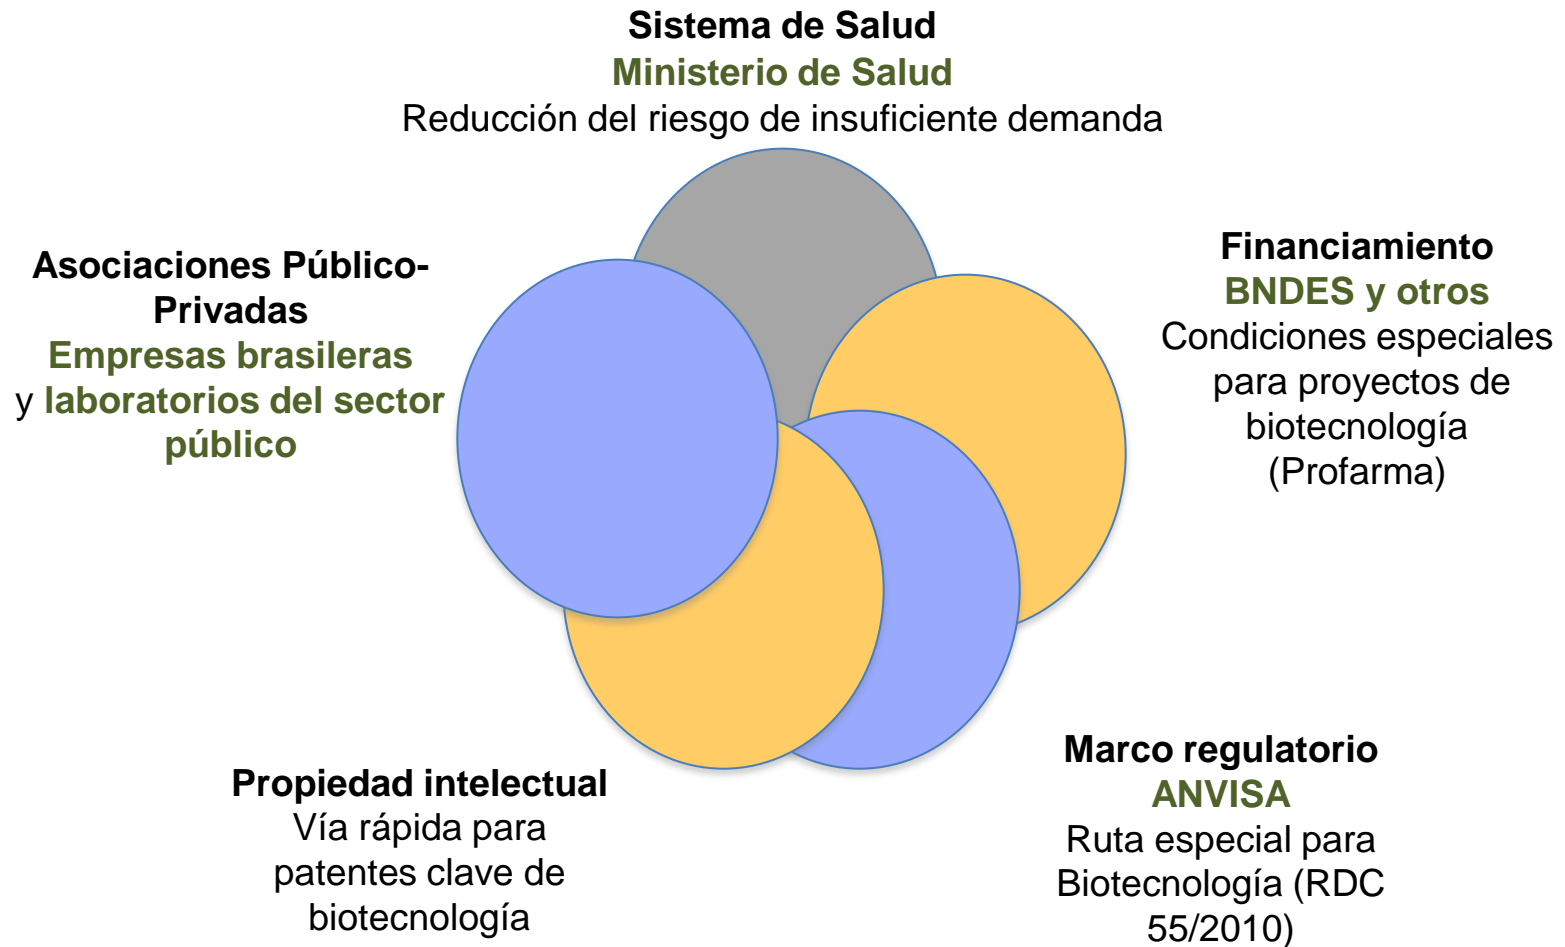 Sistema de Salud
Ministerio de Salud
Reducción del riesgo de insuficiente demanda
Asociaciones Público-
Privadas
Empresas brasileras
y laboratorios del sector
público
Financiamiento
BNDES y otros
Condiciones especiales
para proyectos de
biotecnología
(Profarma)
Propiedad intelectual
Vía rápida para
patentes clave de
biotecnología
Marco regulatorio
ANVISA
Ruta especial para
Biotecnología (RDC
55/2010)